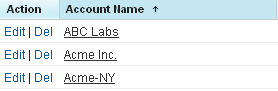 Action Account Name ↑
Edit | Del ABC Labs
Edit | Del Acme Inc.
Edit | Del Acme-NY